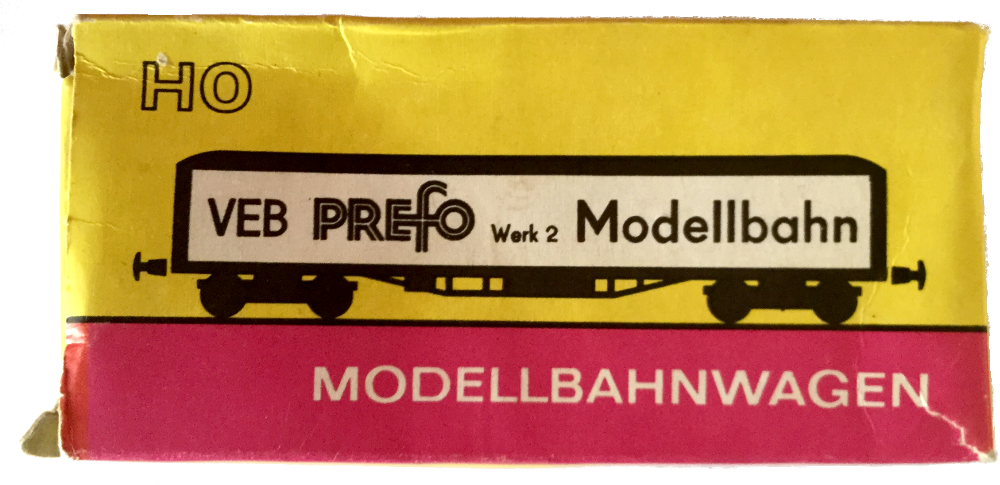 HO
VEB PREfo Werk 2 Modellbahn
MODELLBAHNWAGEN